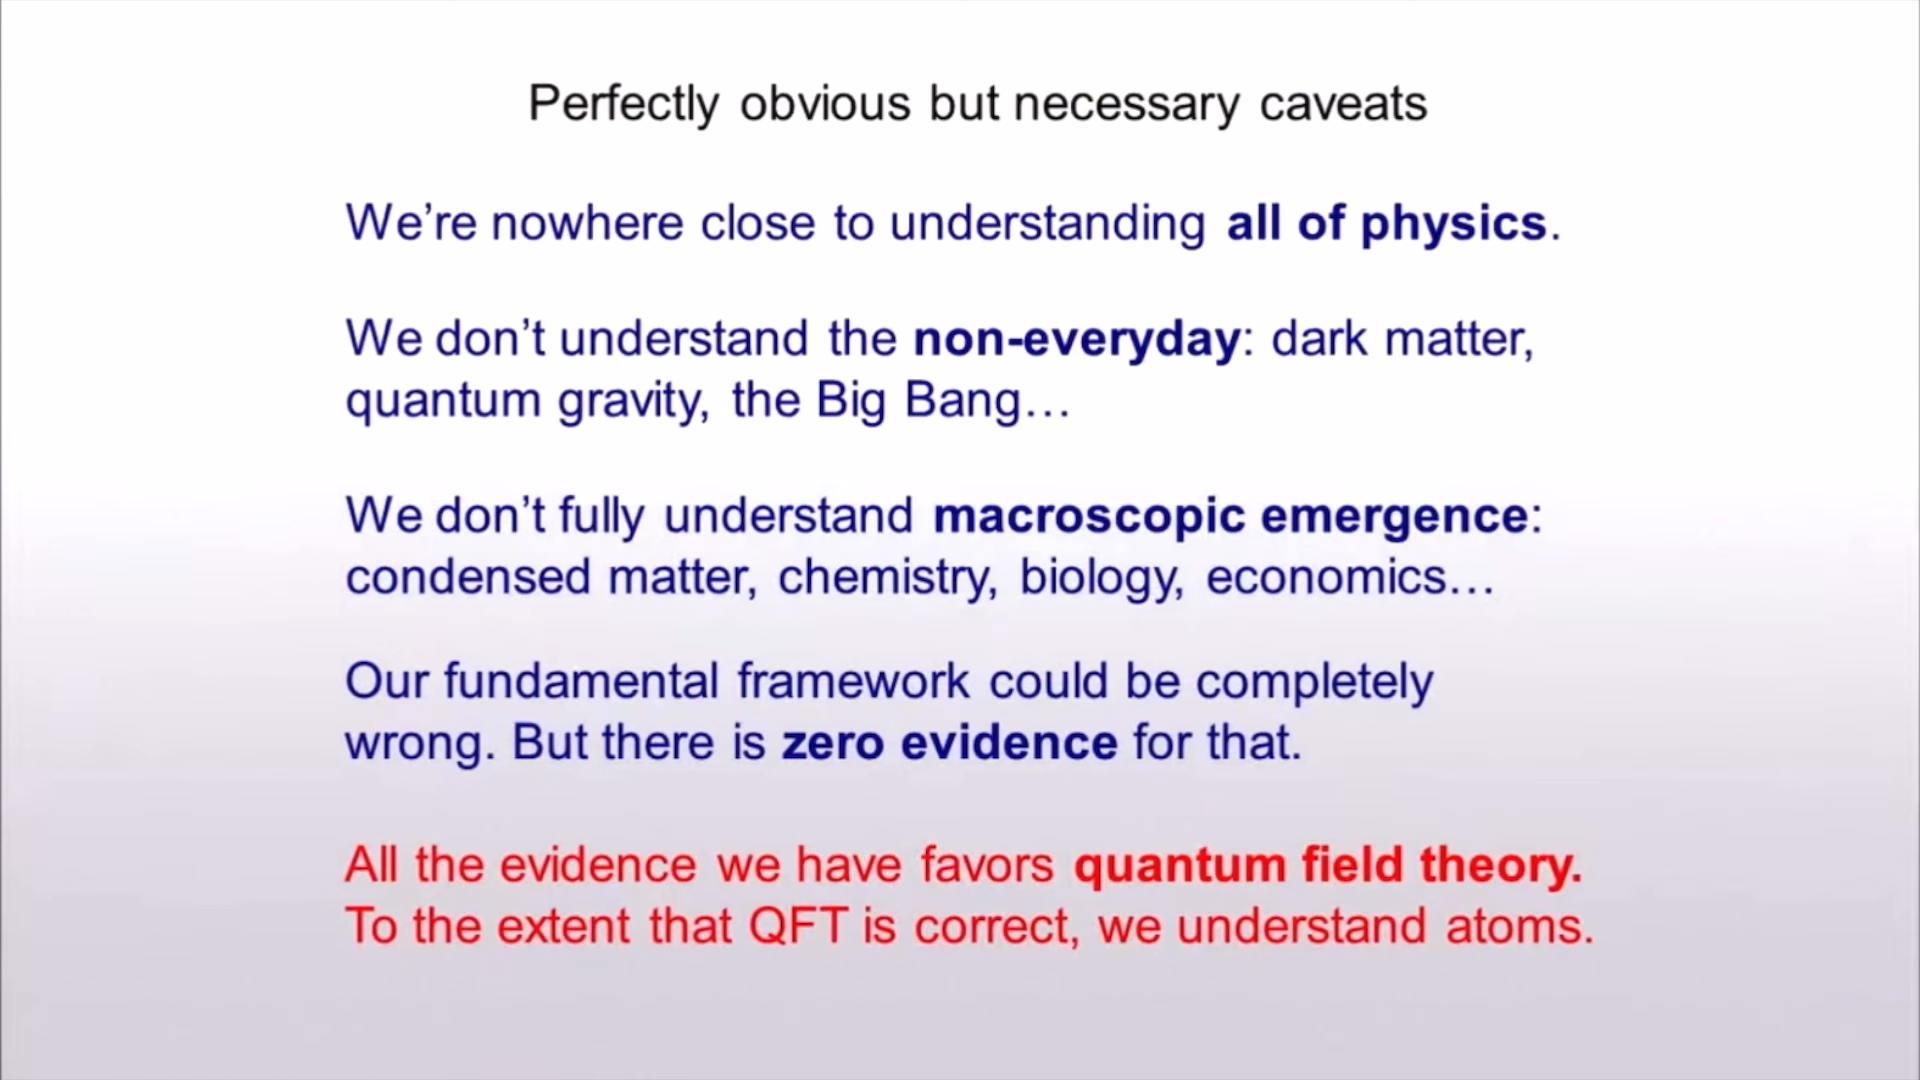 Perfectly obvious but necessary caveats
We’re nowhere close to understanding all of physics.
We don’t understand the non-everyday: dark matter,
quantum gravity, the Big Bang…
We don’t fully understand macroscopic emergence:
condensed matter, chemistry, biology, economics…
Our fundamental framework could be completely
wrong. But there is zero evidence for that.
All the evidence we have favors quantum field theory.
To the extent that QFT is correct, we understand atoms.